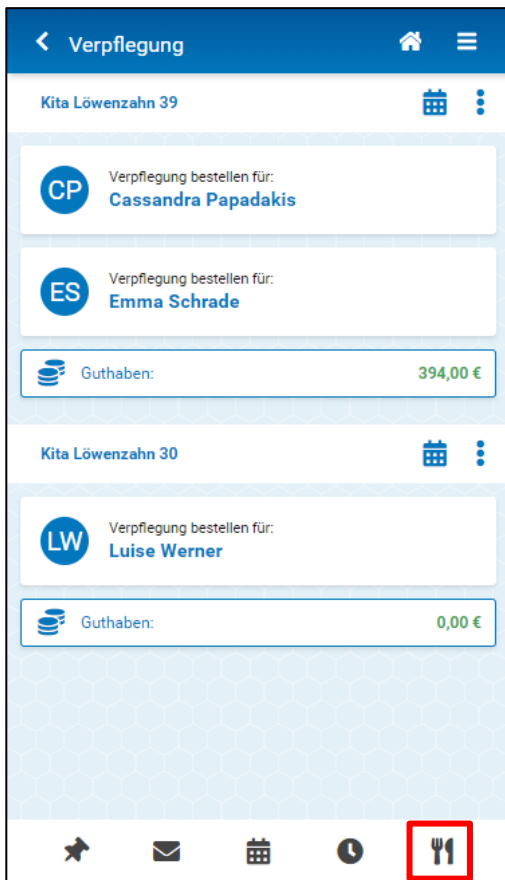 Verpflegung
Kita Löwenzahn 39
CP
Verpflegung bestellen für:
Cassandra Papadakis
ES
Verpflegung bestellen für:
Emma Schrade
Guthaben: 394,00 €
Kita Löwenzahn 30
LW
Verpflegung bestellen für:
Luise Werner
Guthaben: 0,00 €